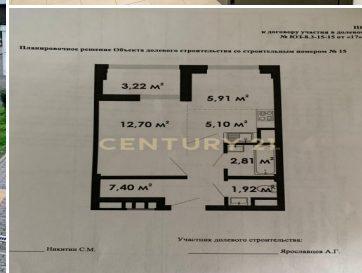 к договору участия в долевом
№ ЮЗ-8.3-15-15 от «17»
Планировочное решение Объекта долевого строительства со строительным номером № 15
3,22 м²
5,91 м²
12,70 м²
5,10 м²
CENTURY 21
2,81 м²
7,40 м²
1,92 м²
Участник долевого строительства:
Никитин С.М.
Ярославцев А.Г.